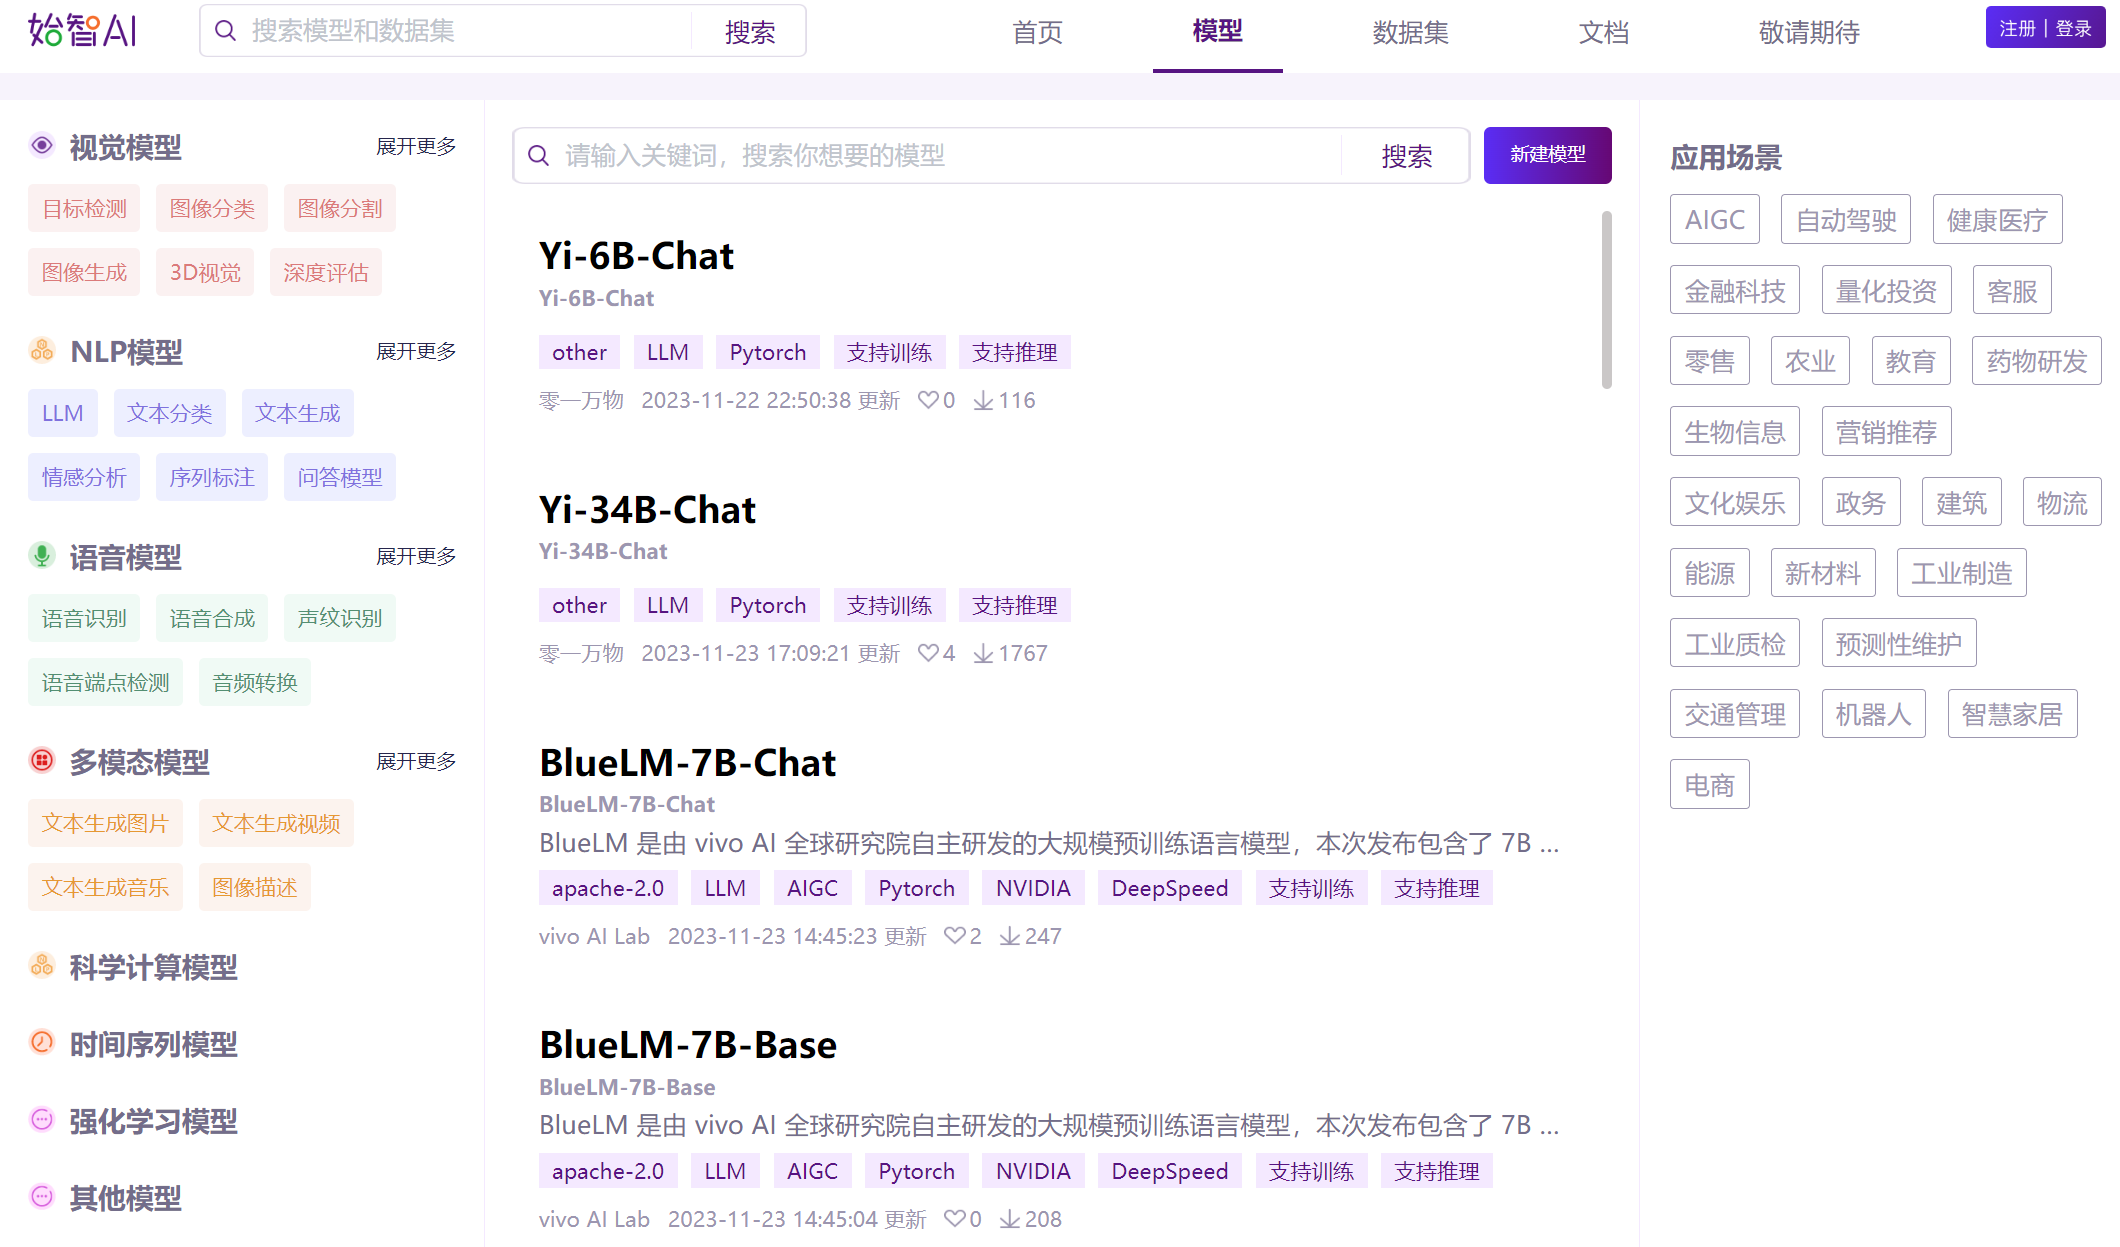 始智AI
搜索模型和数据集 搜索
首页 模型 数据集 文档 敬请期待
注册 | 登录
视觉模型 展开更多
目标检测 图像分类 图像分割
图像生成 3D视觉 深度评估
NLP模型 展开更多
LLM 文本分类 文本生成
情感分析 序列标注 问答模型
语音模型 展开更多
语音识别 语音合成 声纹识别
语音端点检测 音频转换
多模态模型 展开更多
文本生成图片 文本生成视频
文本生成音乐 图像描述
科学计算模型
时间序列模型
强化学习模型
其他模型
请输入关键词，搜索你想要的模型 搜索 新建模型
Yi-6B-Chat
Yi-6B-Chat
other LLM Pytorch 支持训练 支持推理
零一万物 2023-11-22 22:50:38 更新 0 116
Yi-34B-Chat
Yi-34B-Chat
other LLM Pytorch 支持训练 支持推理
零一万物 2023-11-23 17:09:21 更新 4 1767
BlueLM-7B-Chat
BlueLM-7B-Chat
BlueLM 是由 vivo AI 全球研究院自主研发的大规模预训练语言模型，本次发布包含了 7B ...
apache-2.0 LLM AIGC Pytorch NVIDIA DeepSpeed 支持训练 支持推理
vivo AI Lab 2023-11-23 14:45:23 更新 2 247
BlueLM-7B-Base
BlueLM-7B-Base
BlueLM 是由 vivo AI 全球研究院自主研发的大规模预训练语言模型，本次发布包含了 7B ...
apache-2.0 LLM AIGC Pytorch NVIDIA DeepSpeed 支持训练 支持推理
vivo AI Lab 2023-11-23 14:45:04 更新 0 208
应用场景
AIGC 自动驾驶 健康医疗
金融科技 量化投资 客服
零售 农业 教育 药物研发
生物信息 营销推荐
文化娱乐 政务 建筑 物流
能源 新材料 工业制造
工业质检 预测性维护
交通管理 机器人 智慧家居
电商